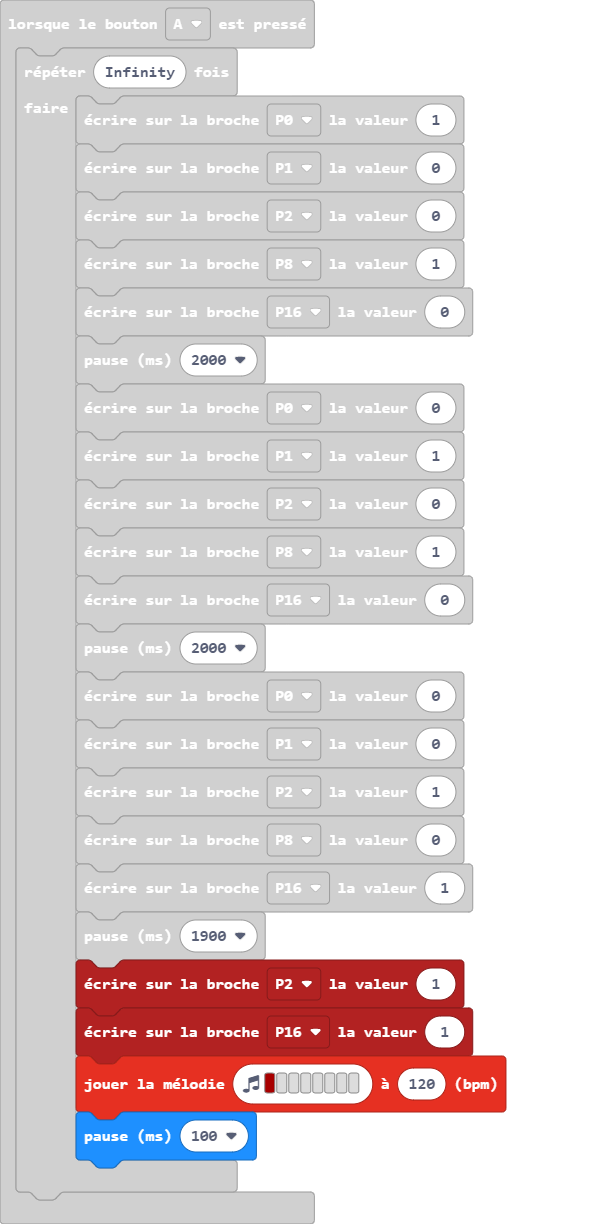 lorsque le bouton A est pressé
répéter Infinity fois
faire
écrire sur la broche P0 la valeur 1
écrire sur la broche P1 la valeur 0
écrire sur la broche P2 la valeur 0
écrire sur la broche P8 la valeur 1
écrire sur la broche P16 la valeur 0
pause (ms) 2000
écrire sur la broche P0 la valeur 0
écrire sur la broche P1 la valeur 1
écrire sur la broche P2 la valeur 0
écrire sur la broche P8 la valeur 1
écrire sur la broche P16 la valeur 0
pause (ms) 2000
écrire sur la broche P0 la valeur 0
écrire sur la broche P1 la valeur 0
écrire sur la broche P2 la valeur 1
écrire sur la broche P8 la valeur 0
écrire sur la broche P16 la valeur 1
pause (ms) 1900
écrire sur la broche P2 la valeur 1
écrire sur la broche P16 la valeur 1
jouer la mélodie à 120 (bpm)
pause (ms) 100